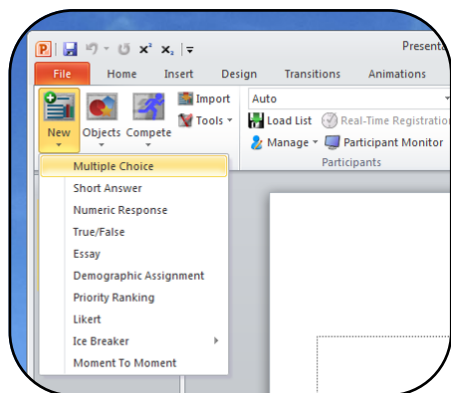 P x² x₂ Presenta
File Home Insert Design Transitions Animations
Import Auto
Tools Load List Real-Time Registration
New Objects Compete
Manage Participant Monitor
Participants
Multiple Choice
Short Answer
Numeric Response
True/False
Essay
Demographic Assignment
Priority Ranking
Likert
Ice Breaker
Moment To Moment